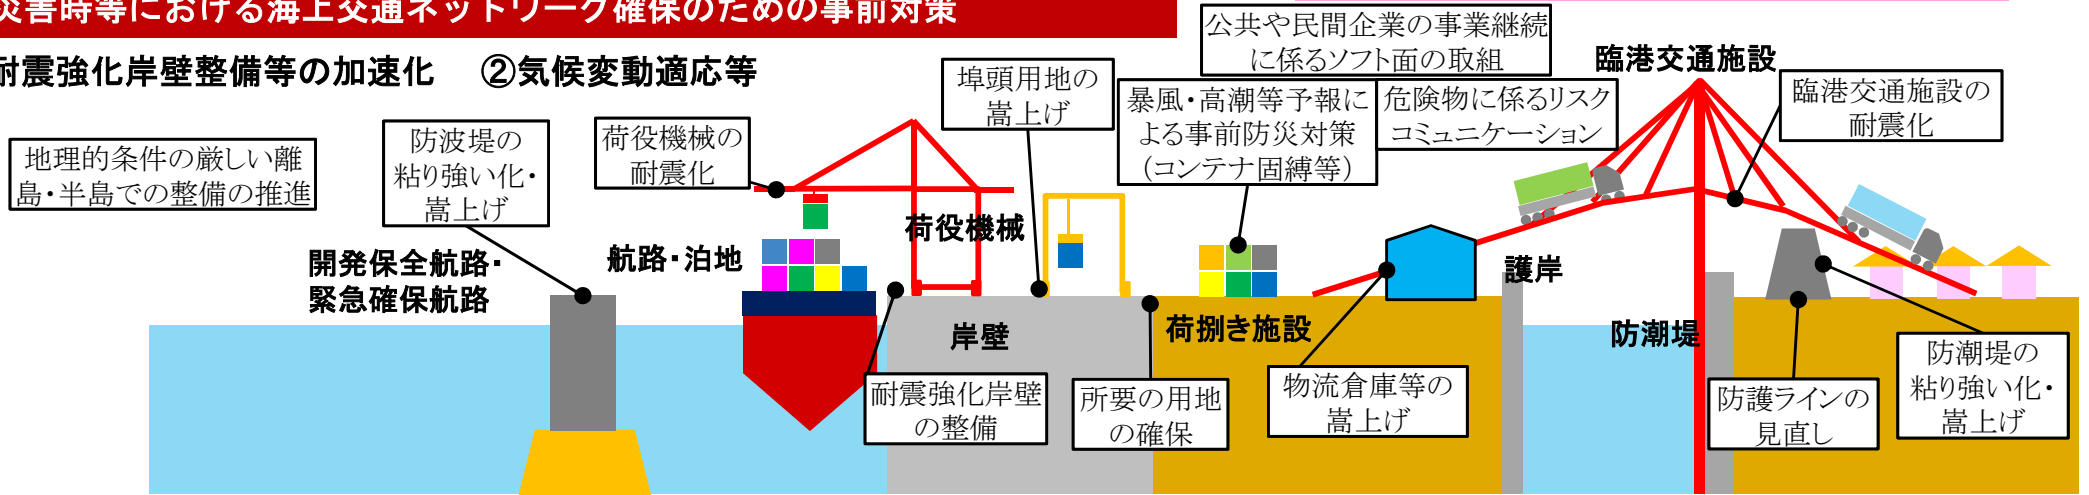 災害時等における海上交通ネットワーク確保のための事前対策
耐震強化岸壁整備等の加速化　②気候変動適応等
地理的条件の厳しい離
島・半島での整備の推進
防波堤の
粘り強い化・
嵩上げ
開発保全航路・
緊急確保航路
荷役機械の
耐震化
航路・泊地
荷役機械
埠頭用地の
嵩上げ
公共や民間企業の事業継続
に係るソフト面の取組
暴風・高潮等予報に
よる事前防災対策
（コンテナ固縛等）
危険物に係るリスク
コミュニケーション
臨港交通施設
臨港交通施設の
耐震化
岸壁
耐震強化岸壁
の整備
所要の用地
の確保
荷捌き施設
物流倉庫等の
嵩上げ
護岸
防潮堤
防護ラインの
見直し
防潮堤の
粘り強い化・
嵩上げ